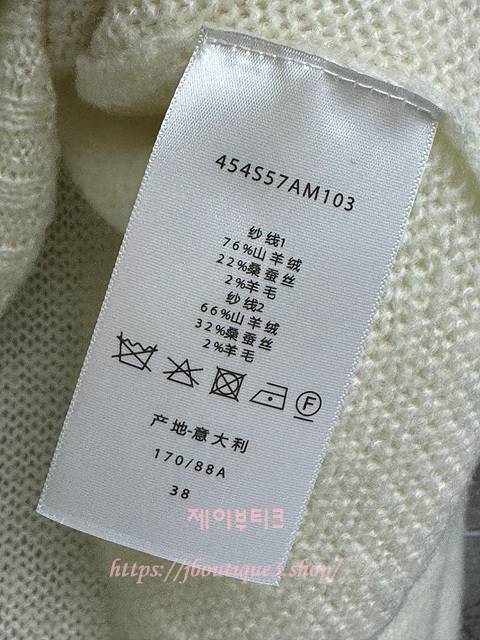 454S57AM103
纱线1
76%山羊绒
22%桑蚕丝
2%羊毛
纱线2
66%山羊绒
32%桑蚕丝
2%羊毛
F
产地-意大利
170/88A
38
제이부티크
https://jboutique3.shop/